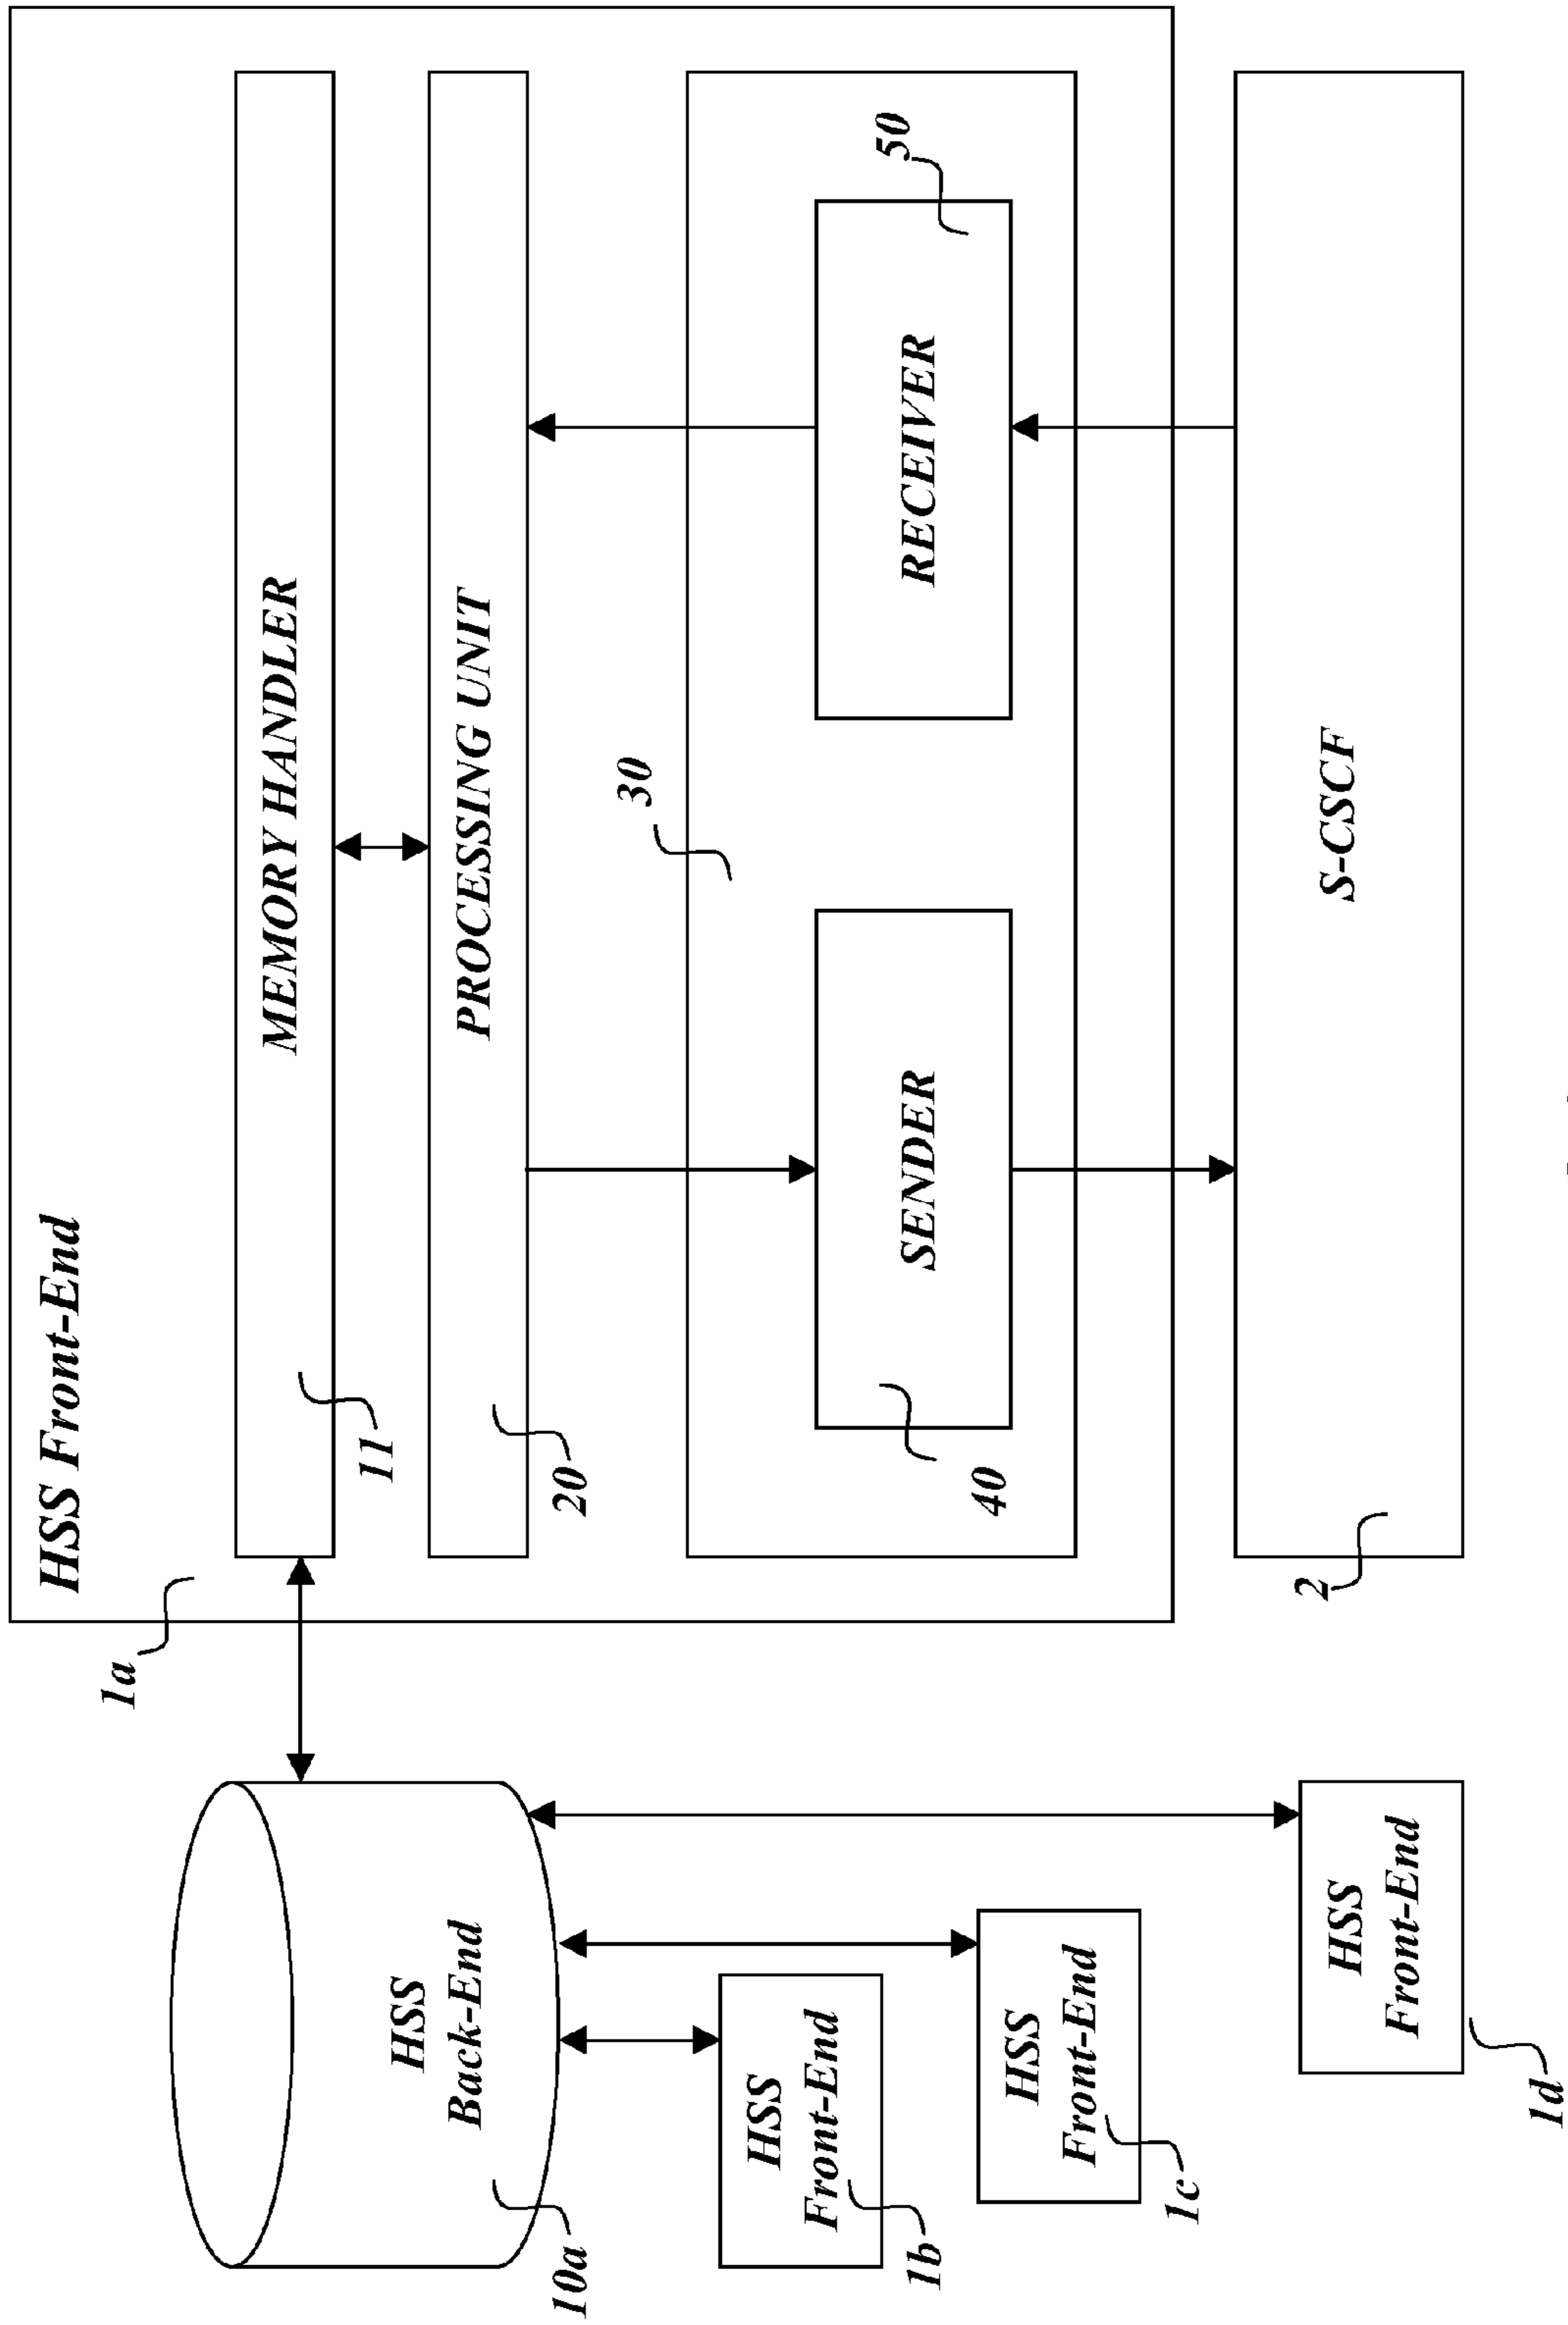 HSS Front-End
1a
MEMORY HANDLER
11
PROCESSING UNIT
20
30
SENDER
40
RECEIVER
50
S-CSCF
2
HSS
Back-End
10a
HSS
Front-End
1b
HSS
Front-End
1c
HSS
Front-End
1d